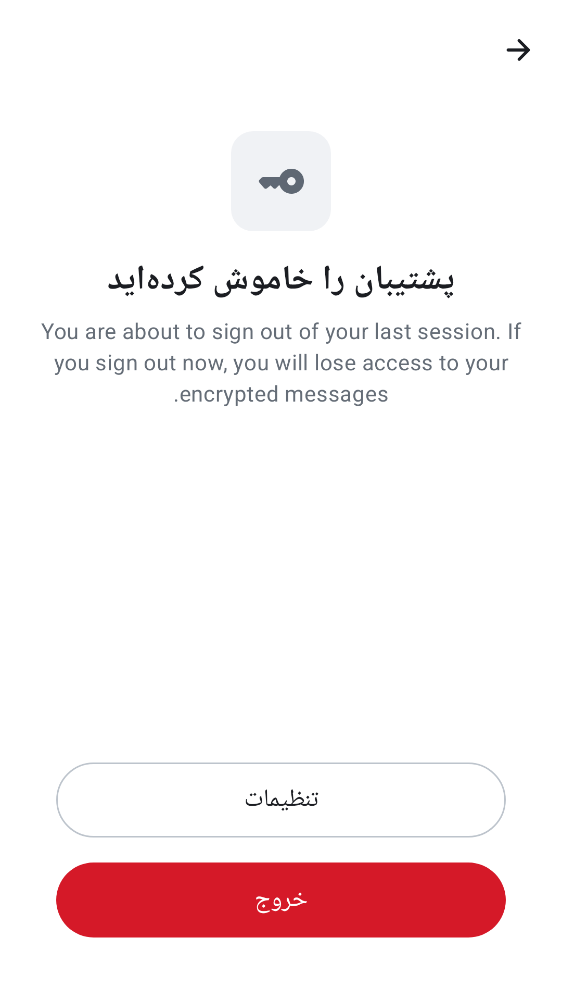 پشتیبان را خاموش کرده‌اید
You are about to sign out of your last session. If
you sign out now, you will lose access to your
encrypted messages.
تنظیمات
خروج